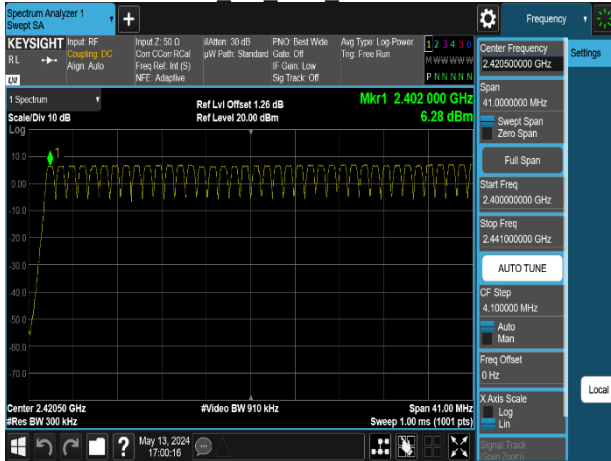 Spectrum Analyzer 1
Swept SA
+
Frequency
KEYSIGHT
RL
Input: RF
Coupling: DC
Align: Auto
Input Z: 50 Ω
Corr CCorr RCal
Freq Ref: Int (S)
NFE: Adaptive
#Atten: 30 dB
µW Path: Standard
PNO: Best Wide
Gate: Off
IF Gain: Low
Sig Track: Off
Avg Type: Log-Power
Trig: Free Run
1 2 3 4 5 6
M W W W W W
P N N N N N
1 Spectrum
Scale/Div 10 dB
Ref Lvl Offset 1.26 dB
Ref Level 20.00 dBm
Mkr1 2.402 000 GHz
6.28 dBm
Log
1
10.0
0.00
-10.0
-20.0
-30.0
-40.0
-50.0
-60.0
-70.0
Center 2.42050 GHz
#Res BW 300 kHz
#Video BW 910 kHz
Span 41.00 MHz
Sweep 1.00 ms (1001 pts)
Center Frequency
2.420500000 GHz
Settings
Span
41.0000000 MHz
Swept Span
Zero Span
Full Span
Start Freq
2.400000000 GHz
Stop Freq
2.441000000 GHz
AUTO TUNE
CF Step
4.100000 MHz
Auto
Man
Freq Offset
0 Hz
X Axis Scale
Log
Lin
Local
Signal Track
(Span Zoom)
?
May 13, 2024
17:00:16